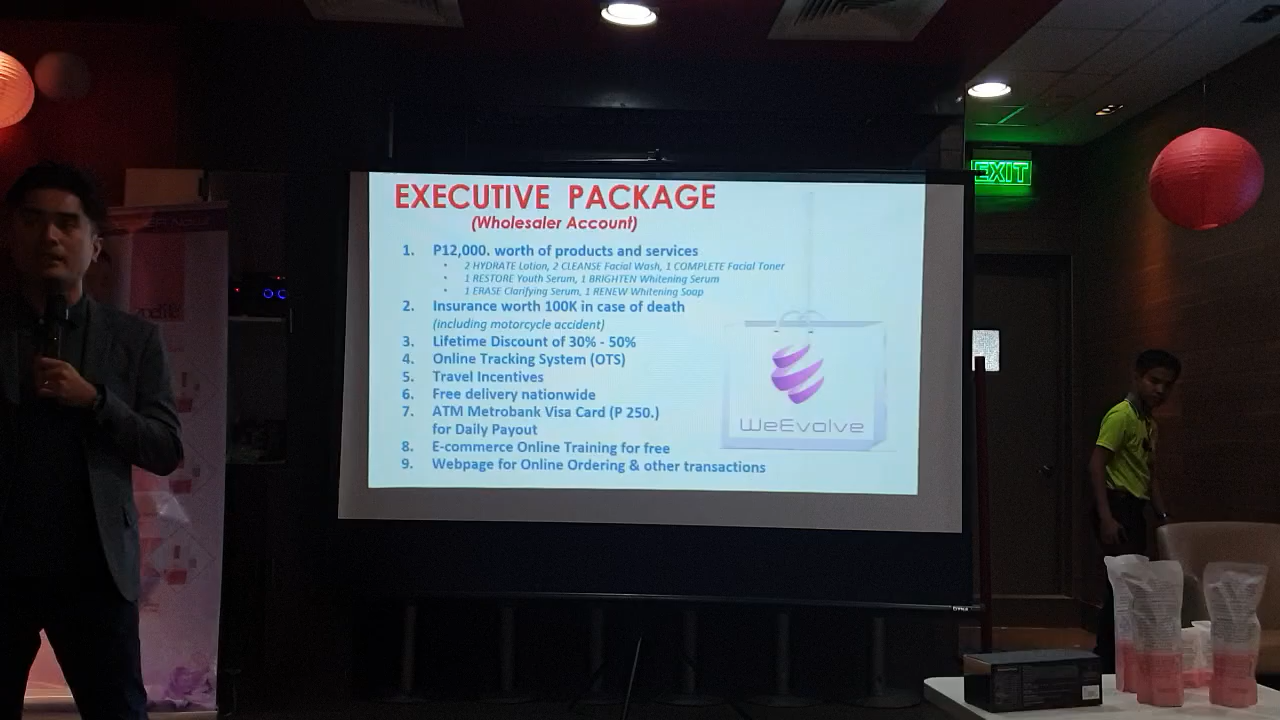 EXECUTIVE PACKAGE
(Wholesaler Account)
1. P12,000. worth of products and services
• 2 HYDRATE Lotion, 2 CLEANSE Facial Wash, 1 COMPLETE Facial Toner
• 1 RESTORE Youth Serum, 1 BRIGHTEN Whitening Serum
• 1 ERASE Clarifying Serum, 1 RENEW Whitening Soap
2. Insurance worth 100K in case of death
(including motorcycle accident)
3. Lifetime Discount of 30% - 50%
4. Online Tracking System (OTS)
5. Travel Incentives
6. Free delivery nationwide
7. ATM Metrobank Visa Card (P 250.)
for Daily Payout
8. E-commerce Online Training for free
9. Webpage for Online Ordering & other transactions
WeEvolve
EXIT